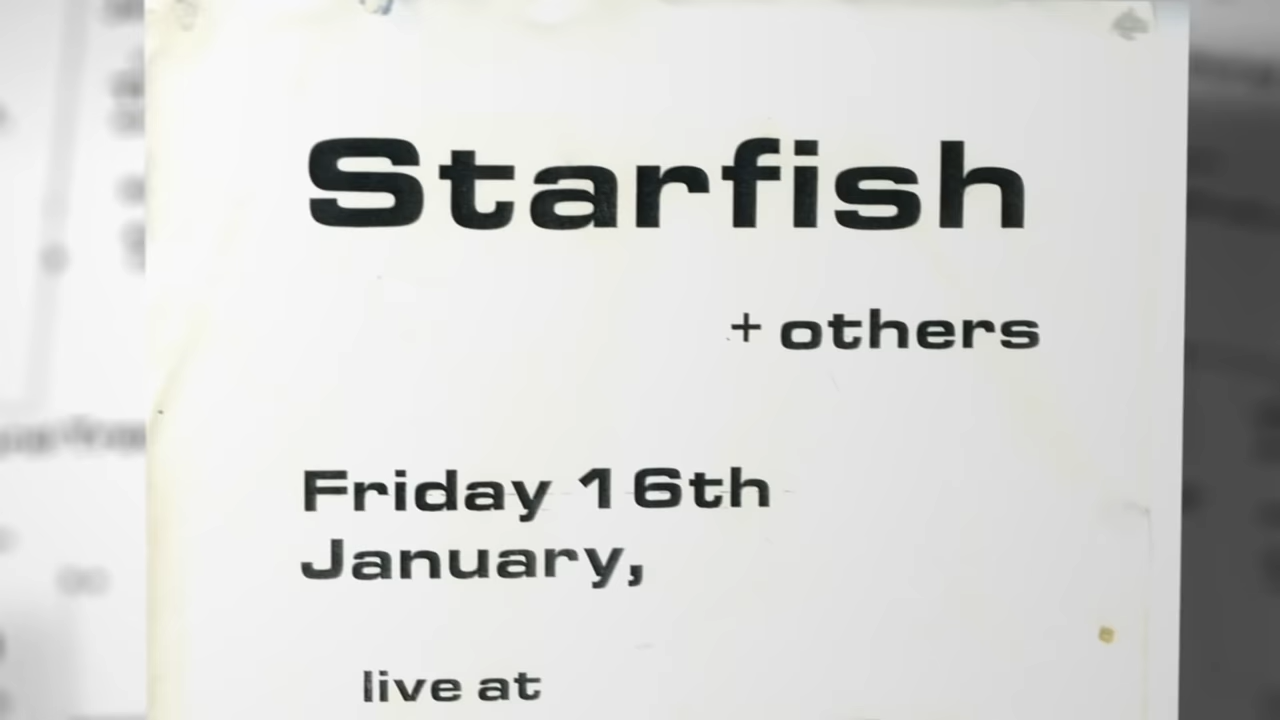 Starfish
+ others
Friday 16th
January,
live at